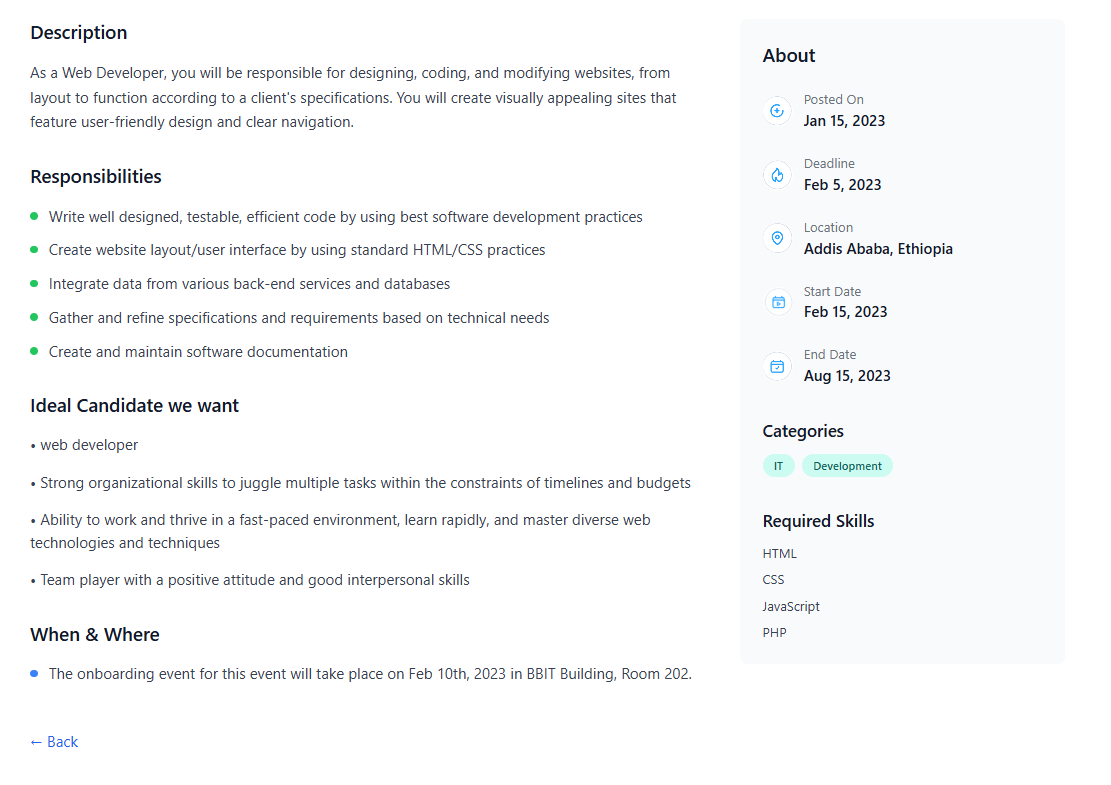 Description
As a Web Developer, you will be responsible for designing, coding, and modifying websites, from
layout to function according to a client's specifications. You will create visually appealing sites that
feature user-friendly design and clear navigation.
Responsibilities
Write well designed, testable, efficient code by using best software development practices
Create website layout/user interface by using standard HTML/CSS practices
Integrate data from various back-end services and databases
Gather and refine specifications and requirements based on technical needs
Create and maintain software documentation
Ideal Candidate we want
• web developer
• Strong organizational skills to juggle multiple tasks within the constraints of timelines and budgets
• Ability to work and thrive in a fast-paced environment, learn rapidly, and master diverse web
technologies and techniques
• Team player with a positive attitude and good interpersonal skills
When & Where
The onboarding event for this event will take place on Feb 10th, 2023 in BBIT Building, Room 202.
← Back
About
Posted On
Jan 15, 2023
Deadline
Feb 5, 2023
Location
Addis Ababa, Ethiopia
Start Date
Feb 15, 2023
End Date
Aug 15, 2023
Categories
IT
Development
Required Skills
HTML
CSS
JavaScript
PHP